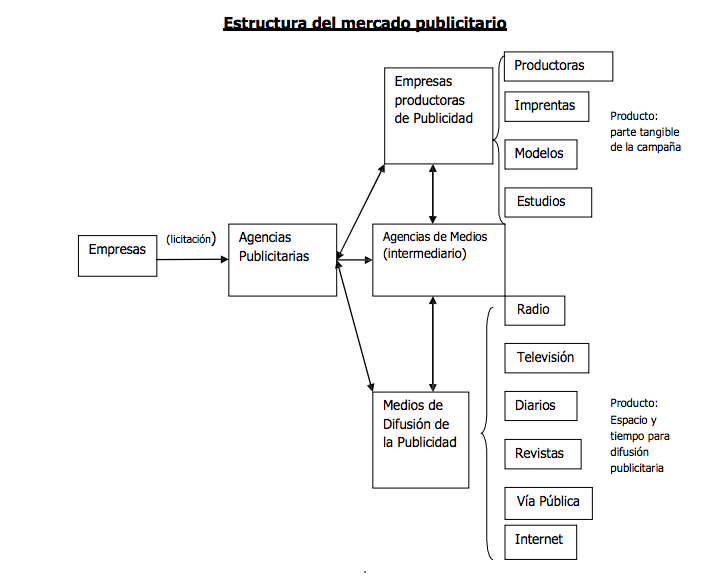 Estructura del mercado publicitario
Empresas
productoras
de Publicidad
Productoras
Imprentas
Modelos
Estudios
Producto:
parte tangible
de la campaña
Empresas
(licitación)
Agencias
Publicitarias
Agencias de Medios
(intermediario)
Radio
Televisión
Diarios
Revistas
Vía Pública
Internet
Medios de
Difusión de
la Publicidad
Producto:
Espacio y
tiempo para
difusión
publicitaria